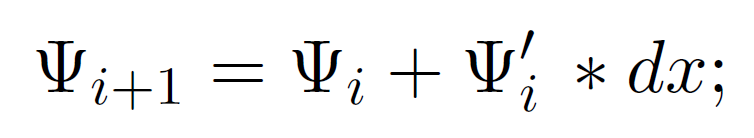 Ψ_{i+1} = Ψ_i + Ψ'_i * dx;